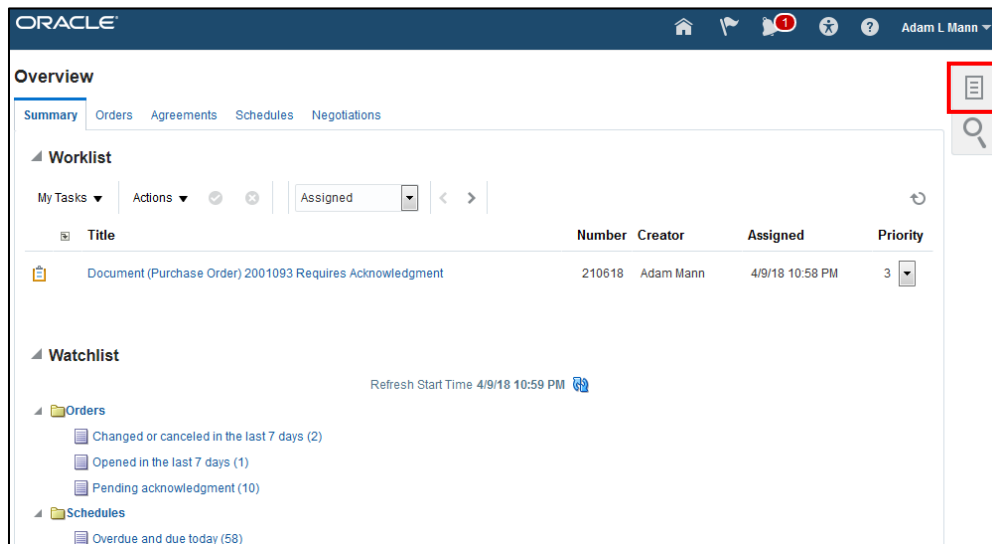 ORACLE
1
Adam L Mann
Overview
Summary Orders Agreements Schedules Negotiations
Worklist
My Tasks Actions Assigned
Title Number Creator Assigned Priority
Document (Purchase Order) 2001093 Requires Acknowledgment 210618 Adam Mann 4/9/18 10:58 PM 3
Watchlist
Refresh Start Time 4/9/18 10:59 PM
Orders
Changed or canceled in the last 7 days (2)
Opened in the last 7 days (1)
Pending acknowledgment (10)
Schedules
Overdue and due today (58)